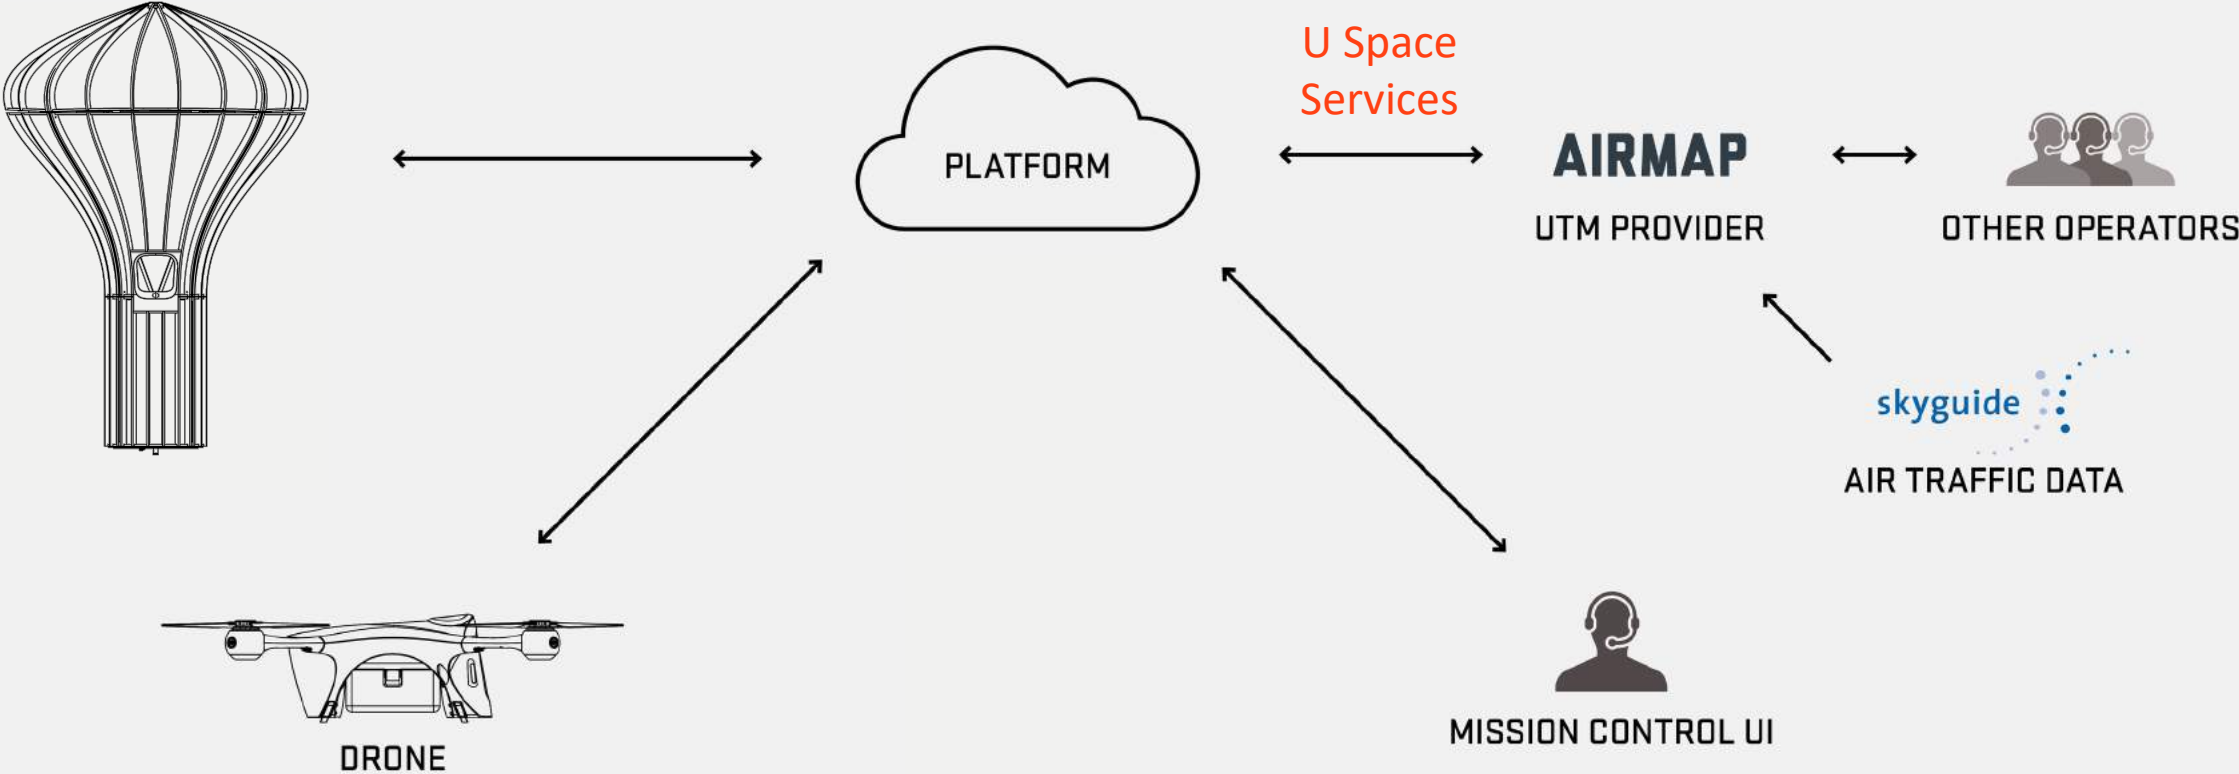 U Space
Services
PLATFORM
AIRMAP
UTM PROVIDER
OTHER OPERATORS
skyguide
AIR TRAFFIC DATA
MISSION CONTROL UI
DRONE